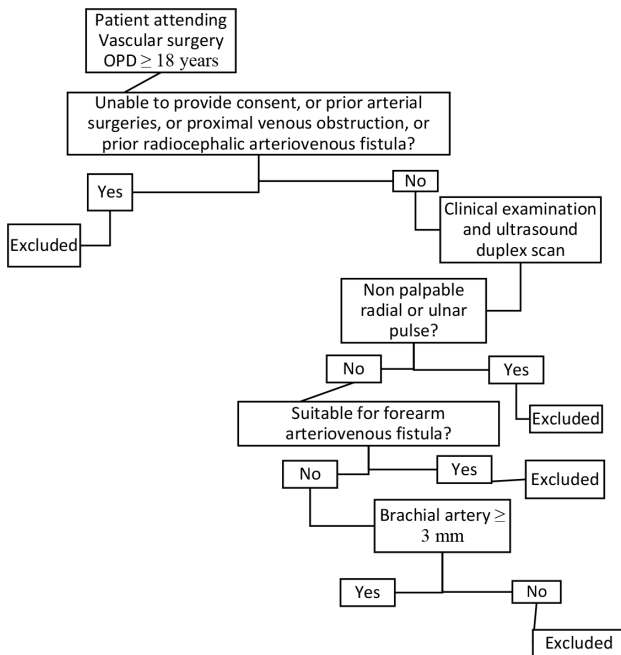 Patient attending
Vascular surgery
OPD ≥ 18 years
Unable to provide consent, or prior arterial
surgeries, or proximal venous obstruction, or
prior radiocephalic arteriovenous fistula?
Yes
No
Excluded
Clinical examination
and ultrasound
duplex scan
Non palpable
radial or ulnar
pulse?
No
Yes
Excluded
Suitable for forearm
arteriovenous fistula?
No
Yes
Excluded
Brachial artery ≥
3 mm
Yes
No
Excluded